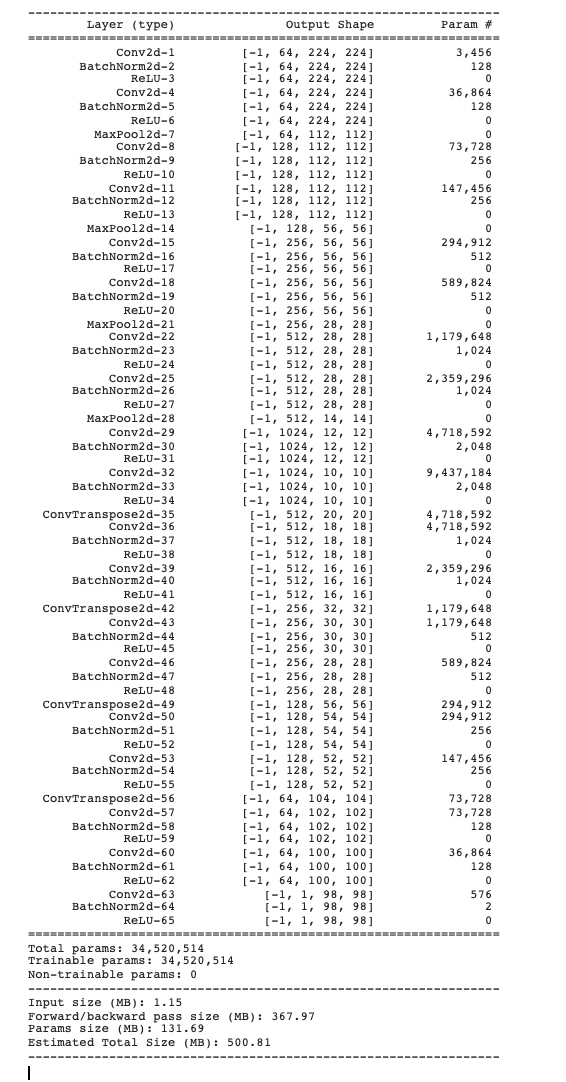 ----------------------------------------------------------------
Layer (type) Output Shape Param #
================================================================
Conv2d-1 [-1, 64, 224, 224] 3,456
BatchNorm2d-2 [-1, 64, 224, 224] 128
ReLU-3 [-1, 64, 224, 224] 0
Conv2d-4 [-1, 64, 224, 224] 36,864
BatchNorm2d-5 [-1, 64, 224, 224] 128
ReLU-6 [-1, 64, 224, 224] 0
MaxPool2d-7 [-1, 64, 112, 112] 0
Conv2d-8 [-1, 128, 112, 112] 73,728
BatchNorm2d-9 [-1, 128, 112, 112] 256
ReLU-10 [-1, 128, 112, 112] 0
Conv2d-11 [-1, 128, 112, 112] 147,456
BatchNorm2d-12 [-1, 128, 112, 112] 256
ReLU-13 [-1, 128, 112, 112] 0
MaxPool2d-14 [-1, 128, 56, 56] 0
Conv2d-15 [-1, 256, 56, 56] 294,912
BatchNorm2d-16 [-1, 256, 56, 56] 512
ReLU-17 [-1, 256, 56, 56] 0
Conv2d-18 [-1, 256, 56, 56] 589,824
BatchNorm2d-19 [-1, 256, 56, 56] 512
ReLU-20 [-1, 256, 56, 56] 0
MaxPool2d-21 [-1, 256, 28, 28] 0
Conv2d-22 [-1, 512, 28, 28] 1,179,648
BatchNorm2d-23 [-1, 512, 28, 28] 1,024
ReLU-24 [-1, 512, 28, 28] 0
Conv2d-25 [-1, 512, 28, 28] 2,359,296
BatchNorm2d-26 [-1, 512, 28, 28] 1,024
ReLU-27 [-1, 512, 28, 28] 0
MaxPool2d-28 [-1, 512, 14, 14] 0
Conv2d-29 [-1, 1024, 12, 12] 4,718,592
BatchNorm2d-30 [-1, 1024, 12, 12] 2,048
ReLU-31 [-1, 1024, 12, 12] 0
Conv2d-32 [-1, 1024, 10, 10] 9,437,184
BatchNorm2d-33 [-1, 1024, 10, 10] 2,048
ReLU-34 [-1, 1024, 10, 10] 0
ConvTranspose2d-35 [-1, 512, 20, 20] 4,718,592
Conv2d-36 [-1, 512, 18, 18] 4,718,592
BatchNorm2d-37 [-1, 512, 18, 18] 1,024
ReLU-38 [-1, 512, 18, 18] 0
Conv2d-39 [-1, 512, 16, 16] 2,359,296
BatchNorm2d-40 [-1, 512, 16, 16] 1,024
ReLU-41 [-1, 512, 16, 16] 0
ConvTranspose2d-42 [-1, 256, 32, 32] 1,179,648
Conv2d-43 [-1, 256, 30, 30] 1,179,648
BatchNorm2d-44 [-1, 256, 30, 30] 512
ReLU-45 [-1, 256, 30, 30] 0
Conv2d-46 [-1, 256, 28, 28] 589,824
BatchNorm2d-47 [-1, 256, 28, 28] 512
ReLU-48 [-1, 256, 28, 28] 0
ConvTranspose2d-49 [-1, 128, 56, 56] 294,912
Conv2d-50 [-1, 128, 54, 54] 294,912
BatchNorm2d-51 [-1, 128, 54, 54] 256
ReLU-52 [-1, 128, 54, 54] 0
Conv2d-53 [-1, 128, 52, 52] 147,456
BatchNorm2d-54 [-1, 128, 52, 52] 256
ReLU-55 [-1, 128, 52, 52] 0
ConvTranspose2d-56 [-1, 64, 104, 104] 73,728
Conv2d-57 [-1, 64, 102, 102] 73,728
BatchNorm2d-58 [-1, 64, 102, 102] 128
ReLU-59 [-1, 64, 102, 102] 0
Conv2d-60 [-1, 64, 100, 100] 36,864
BatchNorm2d-61 [-1, 64, 100, 100] 128
ReLU-62 [-1, 64, 100, 100] 0
Conv2d-63 [-1, 1, 98, 98] 576
BatchNorm2d-64 [-1, 1, 98, 98] 2
ReLU-65 [-1, 1, 98, 98] 0
================================================================
Total params: 34,520,514
Trainable params: 34,520,514
Non-trainable params: 0
----------------------------------------------------------------
Input size (MB): 1.15
Forward/backward pass size (MB): 367.97
Params size (MB): 131.69
Estimated Total Size (MB): 500.81
----------------------------------------------------------------